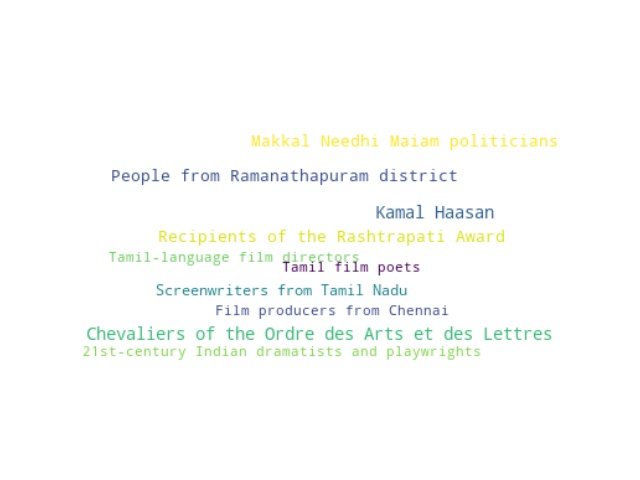 Makkal Needhi Maiam politicians
People from Ramanathapuram district
Kamal Haasan
Recipients of the Rashtrapati Award
Tamil-language film directors
Tamil film poets
Screenwriters from Tamil Nadu
Film producers from Chennai
Chevaliers of the Ordre des Arts et des Lettres
21st-century Indian dramatists and playwrights